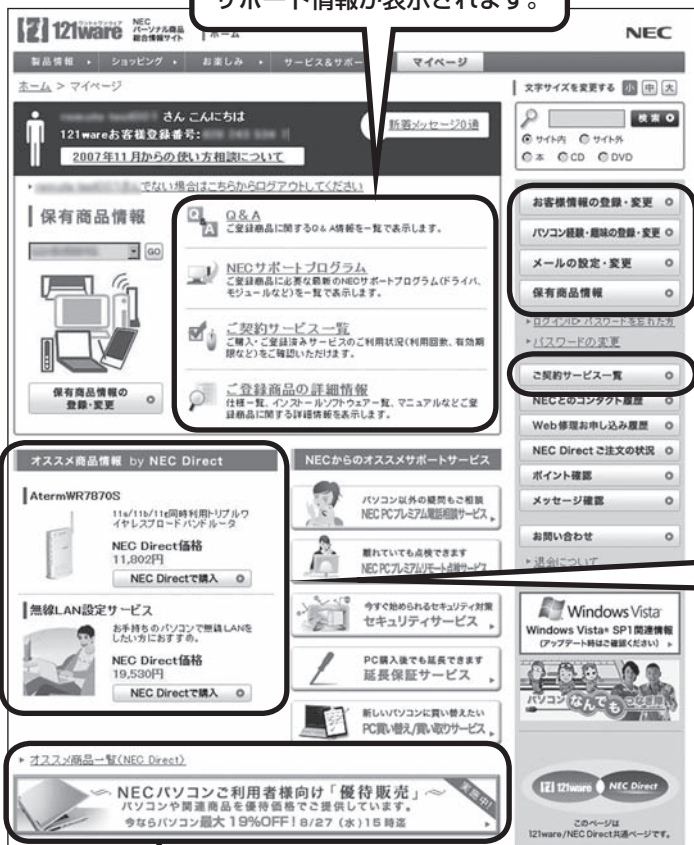 サポート情報が表示されます。
121ware NEC パーソナル商品 総合情報サイト ホーム
NEC
製品情報 ショッピング お楽しみ サービス&サポート マイページ
ホーム > マイページ
文字サイズを変更する 小 中 大
さん こんにちは
121wareお客様登録番号:
新着メッセージ0通
2007年11月からの使い方相談について
でない場合はこちらからログアウトしてください
検索
サイト内 サイト外
本 CD DVD
保有商品情報
GO
保有商品情報の
登録・変更
Q&A
ご登録商品に関するQ&A情報を一覧で表示します。
NECサポートプログラム
ご登録商品に必要な最新のNECサポートプログラム(ドライバ、
モジュールなど)を一覧で表示します。
ご契約サービス一覧
ご購入・ご登録済みサービスのご利用状況(利用回数、有効期
限など)をご確認いただけます。
ご登録商品の詳細情報
仕様一覧、インストールソフトウェア一覧、マニュアルなどご登
録商品に関する詳細情報を表示します。
お客様情報の登録・変更
パソコン経験・趣味の登録・変更
メールの設定・変更
保有商品情報
ログインID・パスワードを忘れた方
パスワードの変更
ご契約サービス一覧
NECとのコンタクト履歴
Web修理お申し込み履歴
NEC Direct ご注文の状況
ポイント確認
メッセージ確認
お問い合わせ
退会について
オススメ商品情報 by NEC Direct
AtermWR7870S
11a/11b/11g同時利用トリプルワ
イヤレスブロードバンドルータ
NEC Direct価格
11,802円
NEC Directで購入
無線LAN設定サービス
お手持ちのパソコンで無線LANを
したい方におすすめ。
NEC Direct価格
19,530円
NEC Directで購入
NECからのオススメサポートサービス
パソコン以外の疑問もご相談
NEC PCプレミアム電話相談サービス
離れていても点検できます
NEC PCプレミアムリモート点検サービス
今すぐ始められるセキュリティ対策
セキュリティサービス
PC購入後でも延長できます
延長保証サービス
新しいパソコンに買い替えたい
PC買い替え/買い取りサービス
Windows Vista
Windows Vista® SP1関連情報
(アップデート時はご確認ください)
パソコン なんでも つなぎ隊
オススメ商品一覧(NEC Direct)
NECパソコンご利用者様向け「優待販売」
実施中!
パソコンや関連商品を優待価格でご提供しています。
今ならパソコン最大19%OFF!8/27(水)15時迄
121ware NEC Direct
このページは
121ware/NEC Direct共通ページです。